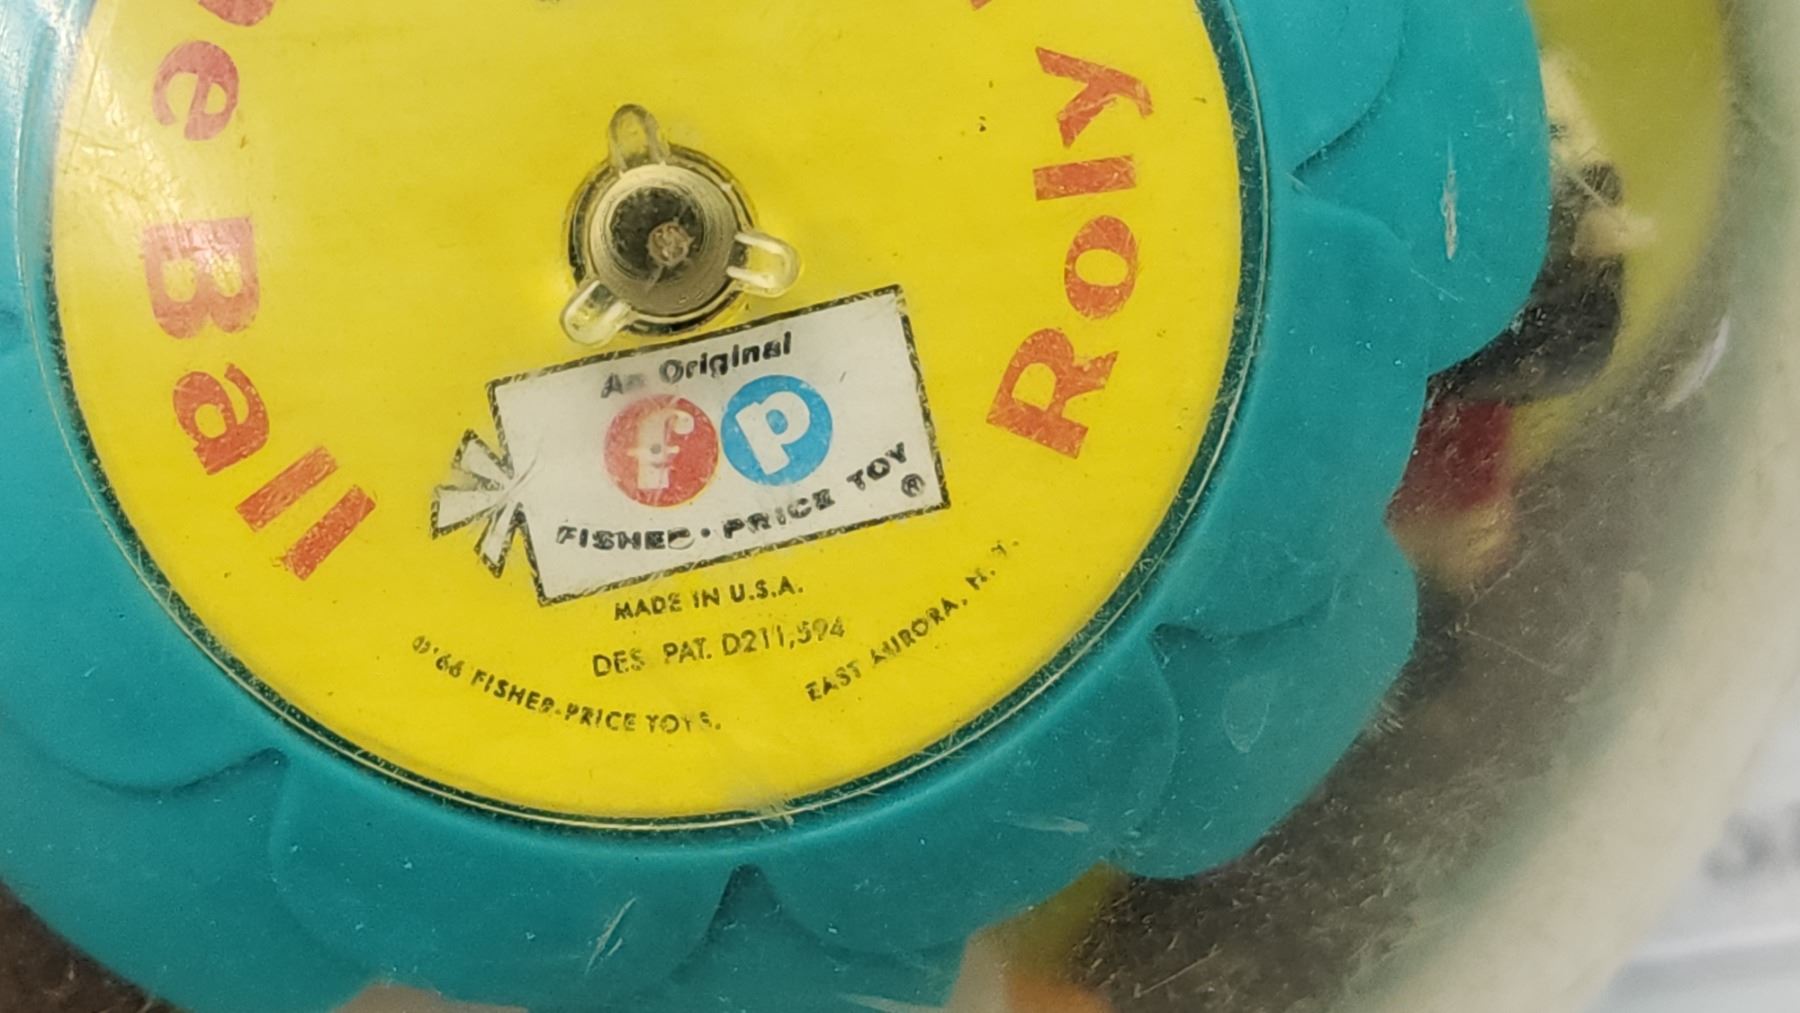 Roly
e Ball
An Original
fp
FISHER·PRICE TOY ®
MADE IN U.S.A.
DES. PAT. D211,594
©'66 FISHER-PRICE TOYS.
EAST AURORA, N.Y.